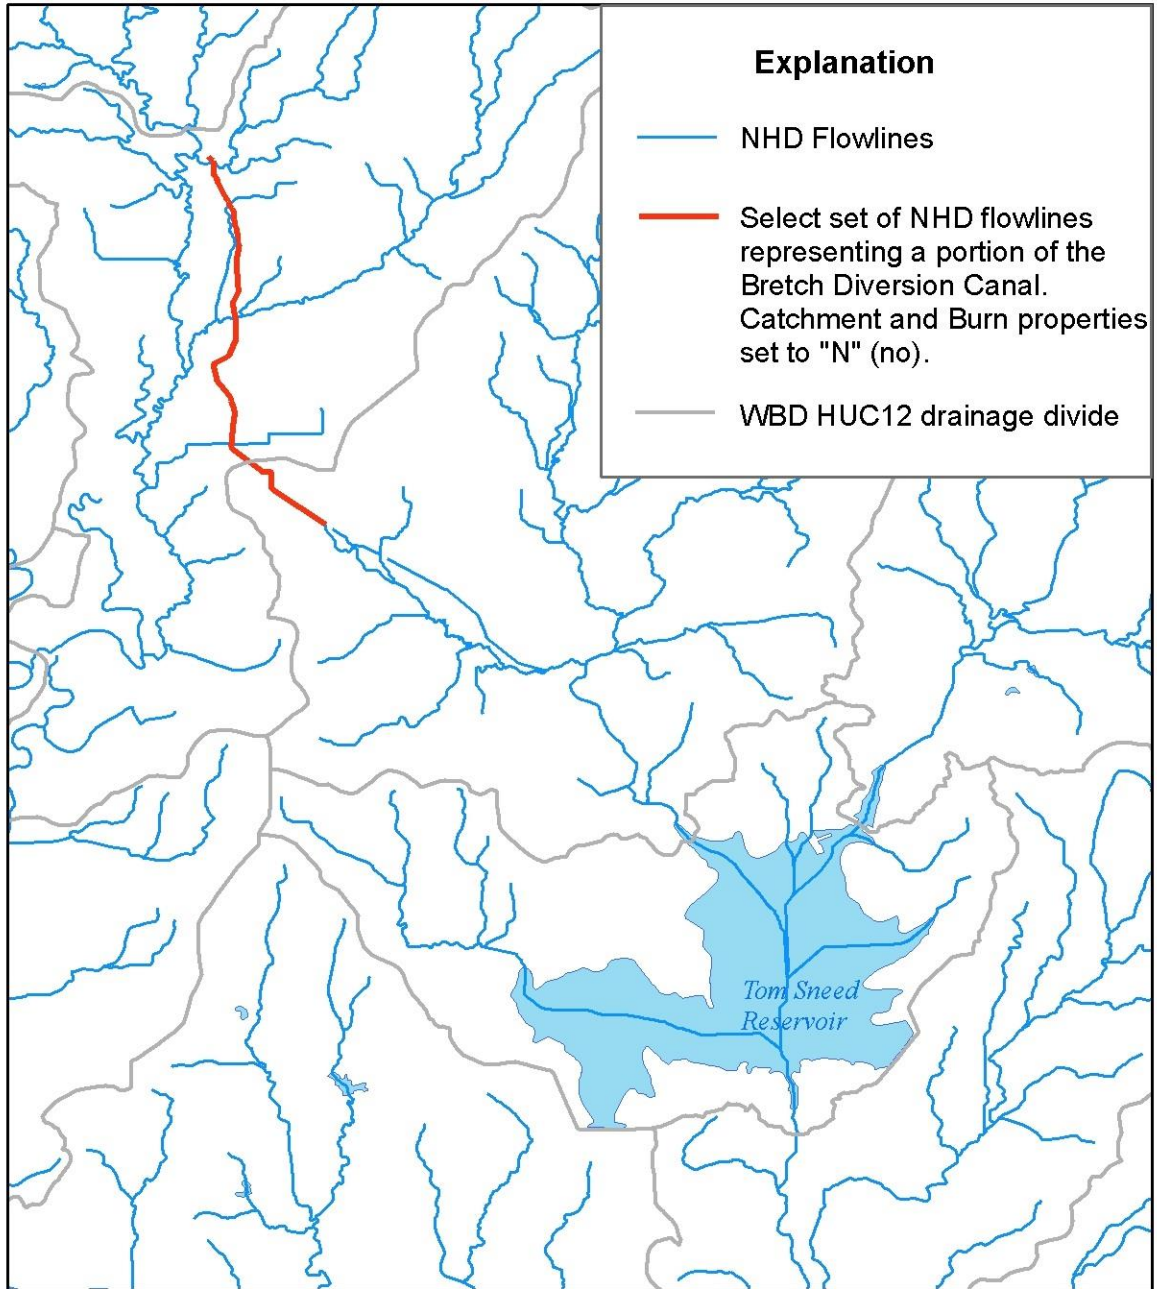 Explanation
NHD Flowlines
Select set of NHD flowlines
representing a portion of the
Bretch Diversion Canal.
Catchment and Burn properties
set to "N" (no).
WBD HUC12 drainage divide
Tom Sneed
Reservoir